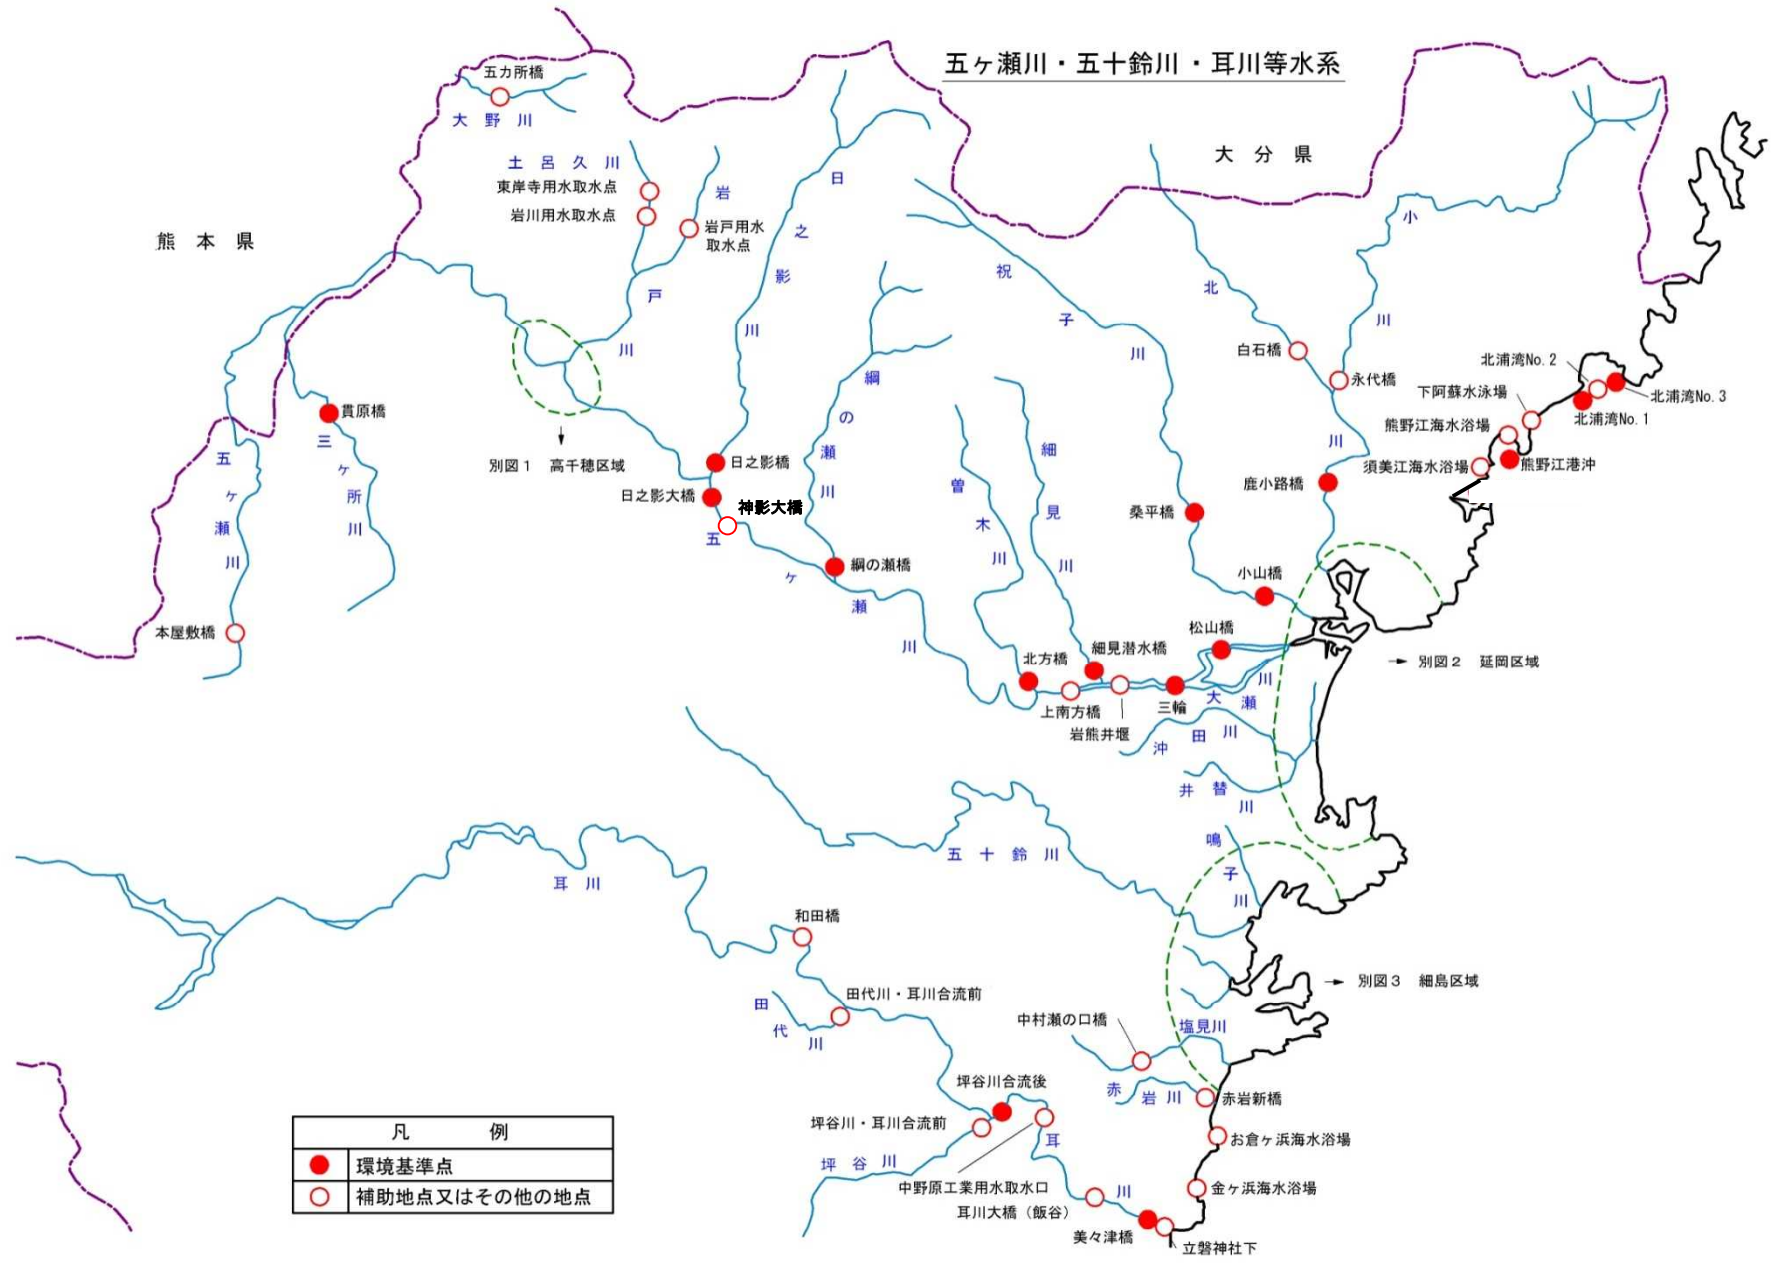 五ヶ瀬川・五十鈴川・耳川等水系
五カ所橋
大野川
土呂久川
東岸寺用水取水点
岩川用水取水点
岩戸用水
取水点
岩戸川
熊本県
大分県
日之影川
祝子川
北川
小川
綱の瀬川
白石橋
永代橋
北浦湾No.2
北浦湾No.3
北浦湾No.1
下阿蘇水泳場
熊野江海水浴場
須美江海水浴場
熊野江港沖
貫原橋
三ヶ所川
五ヶ瀬川
本屋敷橋
別図1 高千穂区域
日之影橋
日之影大橋
神影大橋
五ヶ瀬川
綱の瀬橋
曽木川
細見川
桑平橋
鹿小路橋
小山橋
松山橋
北方橋
細見潜水橋
上南方橋
岩熊井堰
三輪
大瀬川
沖田川
井替川
別図2 延岡区域
鳴子川
五十鈴川
耳川
和田橋
田代川・耳川合流前
田代川
別図3 細島区域
中村瀬の口橋
塩見川
赤岩川
赤岩新橋
お倉ヶ浜海水浴場
金ヶ浜海水浴場
坪谷川合流後
坪谷川・耳川合流前
坪谷川
中野原工業用水取水口
耳川大橋（飯谷）
耳川
美々津橋
立磐神社下
凡例
環境基準点
補助地点又はその他の地点